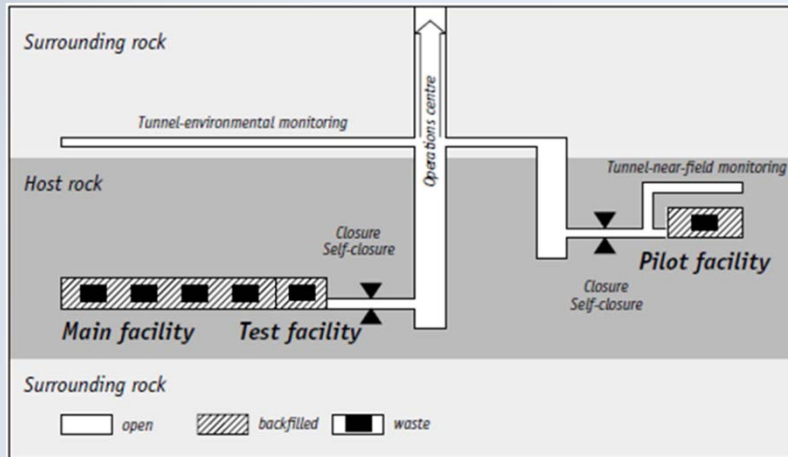 Surrounding rock
Operations centre
Tunnel-environmental monitoring
Host rock
Tunnel-near-field monitoring
Closure
Self-closure
Pilot facility
Closure
Self-closure
Main facility
Test facility
Surrounding rock
open
backfilled
waste